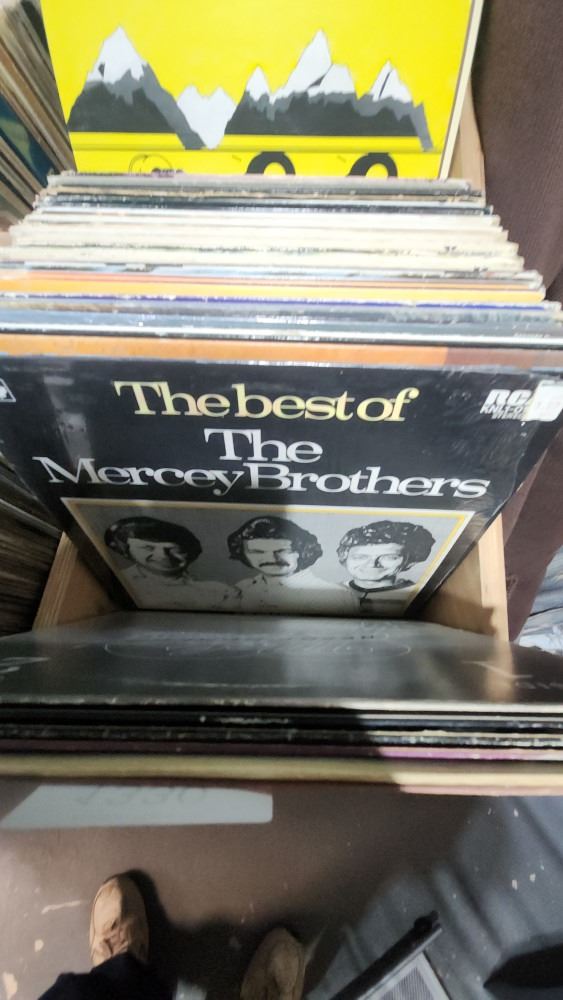 The best of
RCA
The
Mercey Brothers